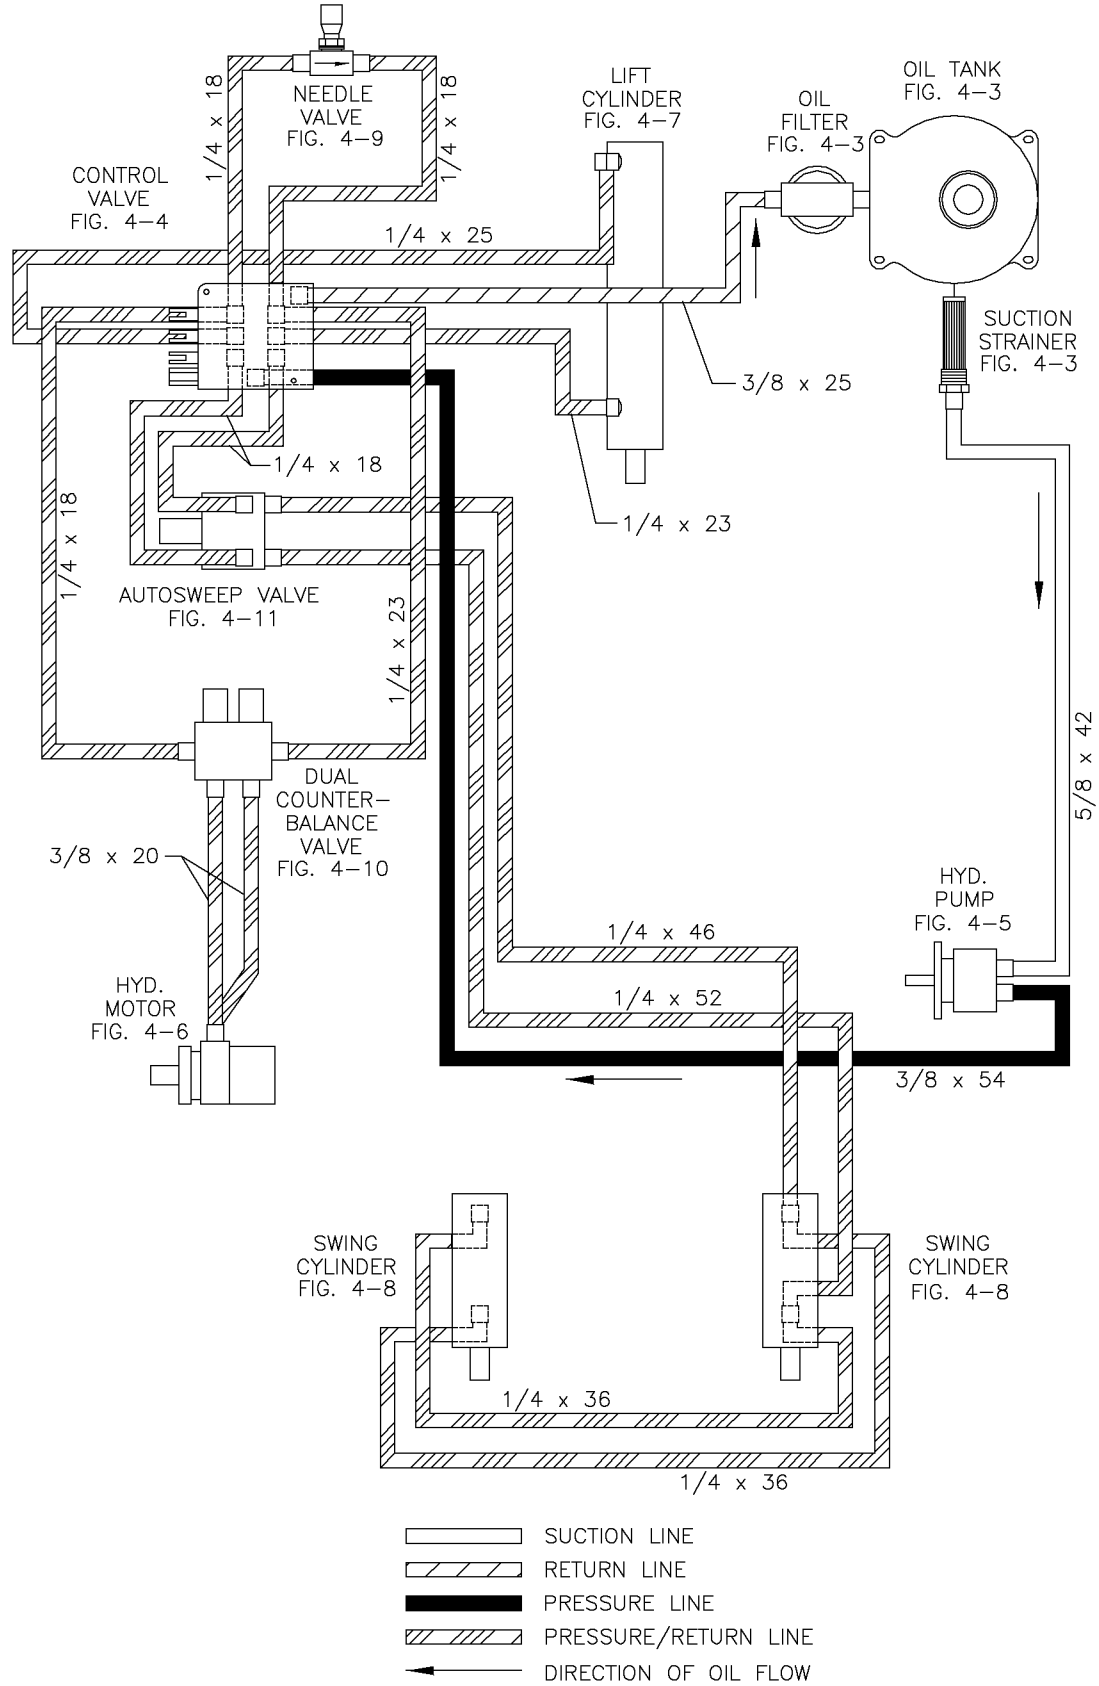 1/4 x 18
NEEDLE
VALVE
FIG. 4-9
1/4 x 18
LIFT
CYLINDER
FIG. 4-7
OIL
FILTER
FIG. 4-3
OIL TANK
FIG. 4-3
CONTROL
VALVE
FIG. 4-4
1/4 x 25
SUCTION
STRAINER
FIG. 4-3
3/8 x 25
1/4 x 18
1/4 x 23
1/4 x 18
AUTOSWEEP VALVE
FIG. 4-11
1/4 x 23
5/8 x 42
DUAL
COUNTER-
BALANCE
VALVE
FIG. 4-10
3/8 x 20
HYD.
PUMP
FIG. 4-5
1/4 x 46
HYD.
MOTOR
FIG. 4-6
1/4 x 52
3/8 x 54
SWING
CYLINDER
FIG. 4-8
SWING
CYLINDER
FIG. 4-8
1/4 x 36
1/4 x 36
SUCTION LINE
RETURN LINE
PRESSURE LINE
PRESSURE/RETURN LINE
DIRECTION OF OIL FLOW